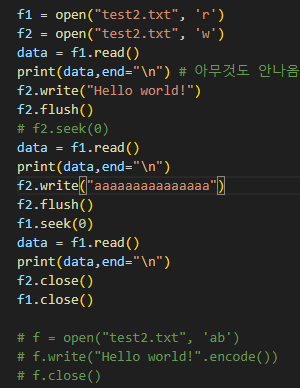 f1 = open("test2.txt", 'r')
f2 = open("test2.txt", 'w')
data = f1.read()
print(data,end="\n") # 아무것도 안나옴
f2.write("Hello world!")
f2.flush()
# f2.seek(0)
data = f1.read()
print(data,end="\n")
f2.write("aaaaaaaaaaaaaaa")
f2.flush()
f1.seek(0)
data = f1.read()
print(data,end="\n")
f2.close()
f1.close()
# f = open("test2.txt", 'ab')
# f.write("Hello world!".encode())
# f.close()